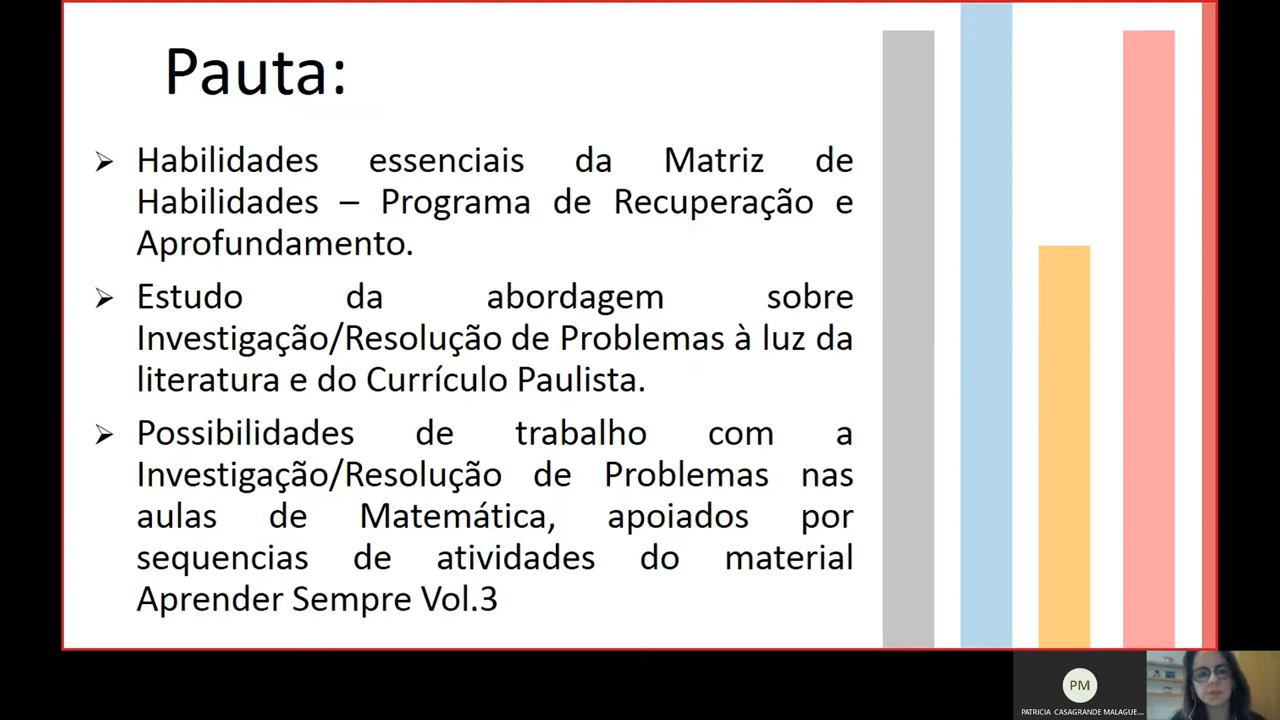 Pauta:
Habilidades essenciais da Matriz de
Habilidades – Programa de Recuperação e
Aprofundamento.
Estudo da abordagem sobre
Investigação/Resolução de Problemas à luz da
literatura e do Currículo Paulista.
Possibilidades de trabalho com a
Investigação/Resolução de Problemas nas
aulas de Matemática, apoiados por
sequencias de atividades do material
Aprender Sempre Vol.3
PM
PATRICIA CASAGRANDE MALAGUE...